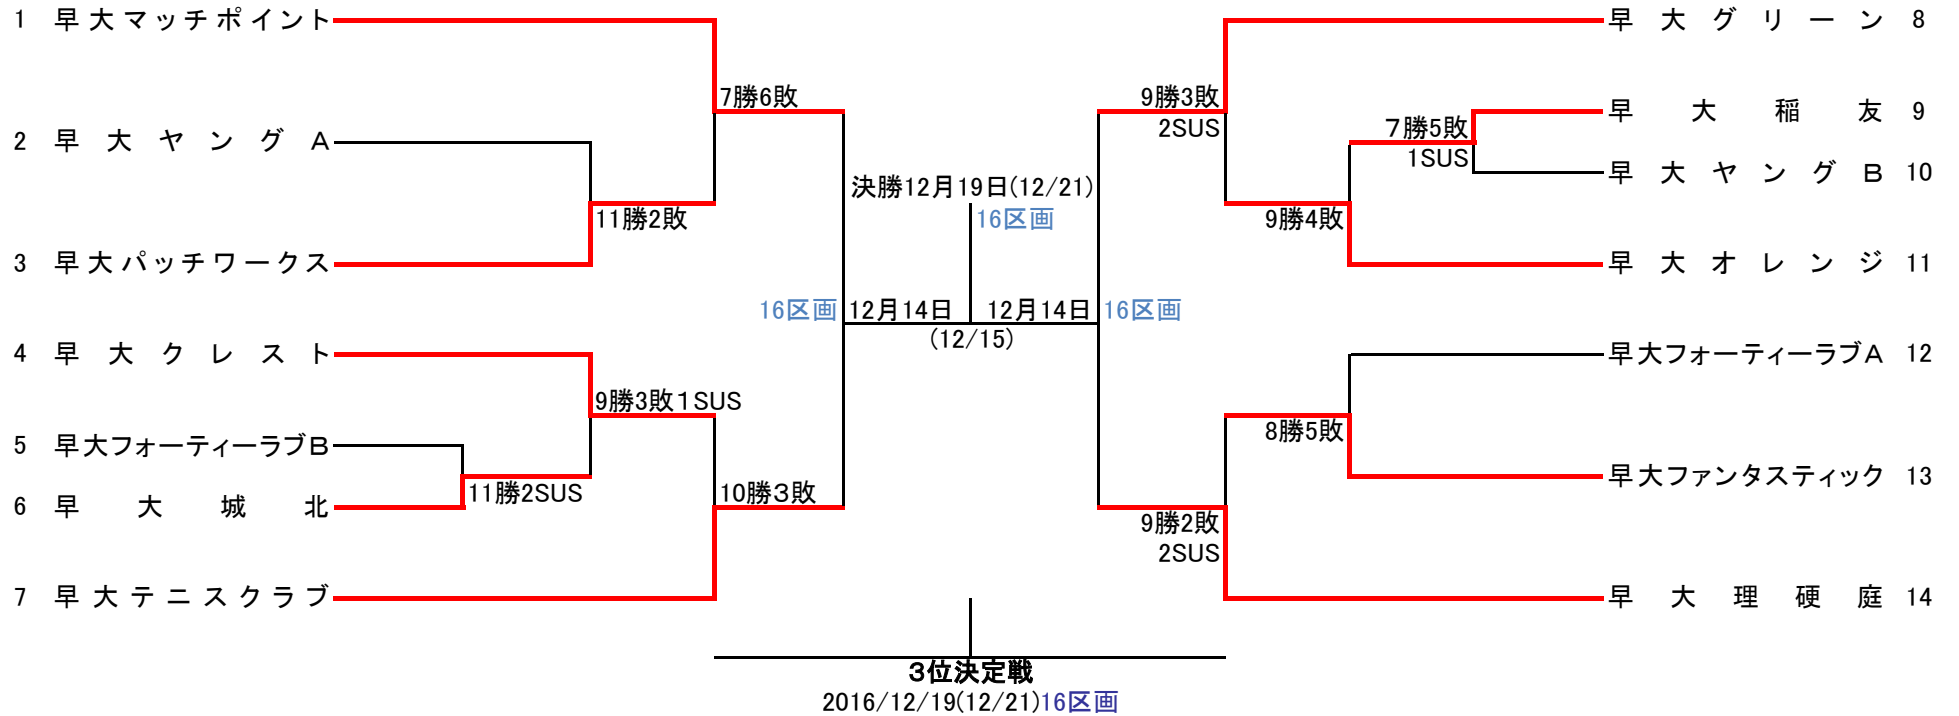 1 早大マッチポイント
2 早大ヤングA
3 早大パッチワークス
4 早大クレスト
5 早大フォーティーラブB
6 早大城北
7 早大テニスクラブ
7勝6敗
11勝2敗
9勝3敗１SUS
11勝2SUS
10勝３敗
16区画
12月14日
決勝12月19日(12/21)
16区画
12月14日
(12/15)
16区画
9勝3敗
2SUS
7勝5敗
1SUS
9勝4敗
8勝5敗
9勝2敗
2SUS
早大グリーン 8
早大稲友 9
早大ヤングB 10
早大オレンジ 11
早大フォーティーラブA 12
早大ファンタスティック 13
早大理硬庭 14
３位決定戦
2016/12/19(12/21)16区画